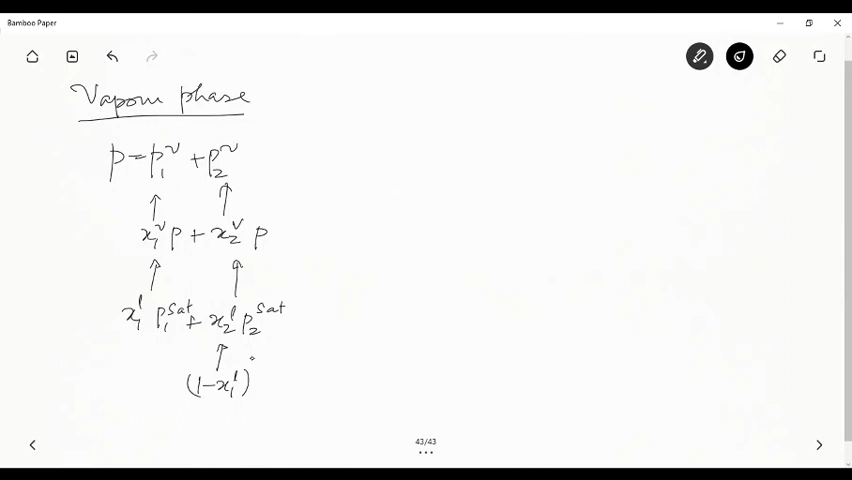 Bamboo Paper
Vapour phase
p = p₁ᵛ + p₂ᵛ
x₁ᵛ p + x₂ᵛ p
x₁ˡ p₁ˢᵃᵗ + x₂ˡ p₂ˢᵃᵗ
(1-x₁ˡ)
43/43